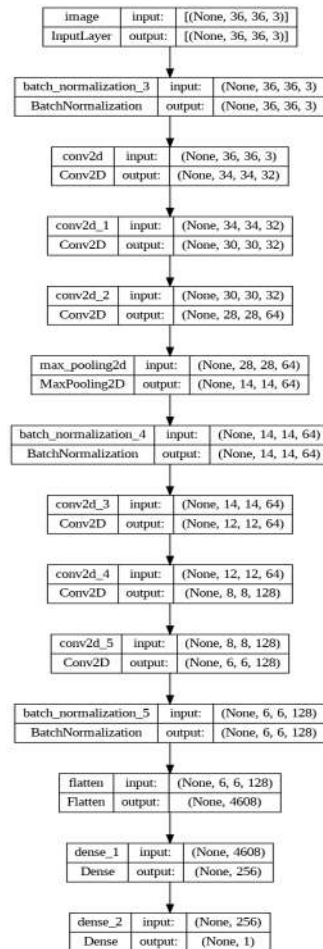 image input: [(None, 36, 36, 3)]
InputLayer output: [(None, 36, 36, 3)]
batch_normalization_3 input: (None, 36, 36, 3)
BatchNormalization output: (None, 36, 36, 3)
conv2d input: (None, 36, 36, 3)
Conv2D output: (None, 34, 34, 32)
conv2d_1 input: (None, 34, 34, 32)
Conv2D output: (None, 30, 30, 32)
conv2d_2 input: (None, 30, 30, 32)
Conv2D output: (None, 28, 28, 64)
max_pooling2d input: (None, 28, 28, 64)
MaxPooling2D output: (None, 14, 14, 64)
batch_normalization_4 input: (None, 14, 14, 64)
BatchNormalization output: (None, 14, 14, 64)
conv2d_3 input: (None, 14, 14, 64)
Conv2D output: (None, 12, 12, 64)
conv2d_4 input: (None, 12, 12, 64)
Conv2D output: (None, 8, 8, 128)
conv2d_5 input: (None, 8, 8, 128)
Conv2D output: (None, 6, 6, 128)
batch_normalization_5 input: (None, 6, 6, 128)
BatchNormalization output: (None, 6, 6, 128)
flatten input: (None, 6, 6, 128)
Flatten output: (None, 4608)
dense_1 input: (None, 4608)
Dense output: (None, 256)
dense_2 input: (None, 256)
Dense output: (None, 1)